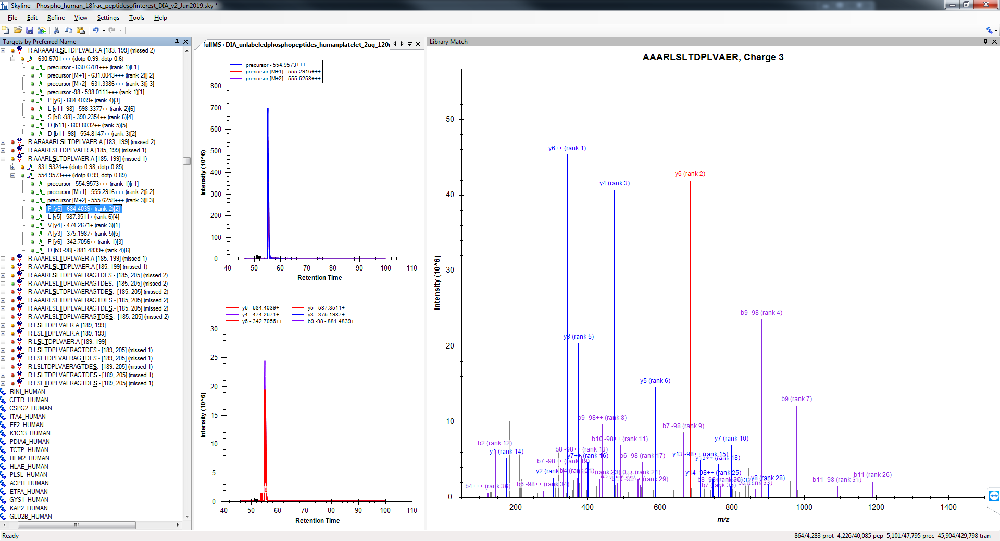 Skyline - Phospho_human_18frac_peptidesofinterest_DIA_v2_Jun2019.sky *
File Edit Refine View Settings Tools Help
Targets by Preferred Name
R.ARAAARLSLTDPLVAER.A [183, 199] (missed 2)
630.6701+++ (idotp 0.99, dotp 0.6)
precursor - 630.6701+++ (rank 1)[i 1]
precursor [M+1] - 631.0043+++ (rank 2)[i 2]
precursor [M+2] - 631.3386+++ (rank 3)[i 3]
precursor -98 - 598.0111+++ (rank 1)[1]
P [y6] - 684.4039+ (rank 4)[3]
L [y11 -98] - 598.3377++ (rank 2)[6]
S [b8 -98] - 390.2354++ (rank 6)[4]
D [b11] - 603.8032++ (rank 5)[5]
D [b11 -98] - 554.8147++ (rank 3)[2]
R.ARAAARLSLTDPLVAER.A [183, 199] (missed 2)
R.AAARLSLTDPLVAER.A [185, 199] (missed 1)
R.AAARLSLTDPLVAER.A [185, 199] (missed 1)
831.9324++ (idotp 0.98, dotp 0.85)
554.9573+++ (idotp 0.99, dotp 0.89)
precursor - 554.9573+++ (rank 1)[i 1]
precursor [M+1] - 555.2916+++ (rank 2)[i 2]
precursor [M+2] - 555.6258+++ (rank 3)[i 3]
P [y6] - 684.4039+ (rank 2)[2]
L [y5] - 587.3511+ (rank 6)[4]
V [y4] - 474.2671+ (rank 3)[1]
A [y3] - 375.1987+ (rank 5)[5]
P [y6] - 342.7056++ (rank 1)[3]
D [b9 -98] - 881.4839+ (rank 4)[6]
R.AAARLSLTDPLVAER.A [185, 199] (missed 1)
R.AAARLSLTDPLVAER.A [185, 199] (missed 1)
R.AAARLSLTDPLVAERAGTDES.- [185, 205] (missed 2)
R.AAARLSLTDPLVAERAGTDES.- [185, 205] (missed 2)
R.AAARLSLTDPLVAERAGTDES.- [185, 205] (missed 2)
R.AAARLSLTDPLVAERAGTDES.- [185, 205] (missed 2)
R.AAARLSLTDPLVAERAGTDES.- [185, 205] (missed 2)
R.AAARLSLTDPLVAERAGTDES.- [185, 205] (missed 2)
R.LSLTDPLVAER.A [189, 199]
R.LSLTDPLVAER.A [189, 199]
R.LSLTDPLVAER.A [189, 199]
R.LSLTDPLVAERAGTDES.- [189, 205] (missed 1)
R.LSLTDPLVAERAGTDES.- [189, 205] (missed 1)
R.LSLTDPLVAERAGTDES.- [189, 205] (missed 1)
R.LSLTDPLVAERAGTDES.- [189, 205] (missed 1)
R.LSLTDPLVAERAGTDES.- [189, 205] (missed 1)
RINI_HUMAN
CFTR_HUMAN
CSPG2_HUMAN
ITA4_HUMAN
EF2_HUMAN
K1C13_HUMAN
PDIA4_HUMAN
TCTP_HUMAN
HEM2_HUMAN
HLAE_HUMAN
PLSL_HUMAN
ACPH_HUMAN
ETFA_HUMAN
GYS1_HUMAN
KAP2_HUMAN
GLU2B_HUMAN
fullMS+DIA_unlabeledphosphopeptides_humanplatelet_2ug_120
precursor - 554.9573+++
precursor [M+1] - 555.2916+++
precursor [M+2] - 555.6258+++
Intensity (10^6)
800
700
600
500
400
300
200
100
0
40 50 60 70 80 90 100 110
Retention Time
y6 - 684.4039+ y5 - 587.3511+
y4 - 474.2671+ y3 - 375.1987+
y6 - 342.7056++ b9 -98 - 881.4839+
Intensity (10^6)
30
25
20
15
10
5
0
40 50 60 70 80 90 100 110
Retention Time
Library Match
AAARLSLTDPLVAER, Charge 3
Intensity (10^6)
50
40
30
20
10
0
y6++ (rank 1)
y6 (rank 2)
y4 (rank 3)
b9 -98 (rank 4)
y3 (rank 5)
y5 (rank 6)
b9 (rank 7)
b9 -98++ (rank 8)
b7 -98 (rank 9)
b10 -98++ (rank 11)
y7 (rank 10)
b2 (rank 12)
b8 -98++ (rank 13)
y1 (rank 14)
y7++ (rank 16)
b6 -98 (rank 17)
y13 -98++ (rank 15)
b7 -98++ (rank 19)
y2 (rank
b4 (rank 21)
y14 -98++ (rank 25)
y8 (rank 28)
b11 (rank 26)
b11 -98 (rank 31)
b6 -98++ (rank 34)
b4+++ (rank 36)
200 400 600 800 1000 1200 1400
m/z
Ready
864/4,283 prot 4,226/40,085 pep 5,101/47,795 prec 45,904/429,798 tran